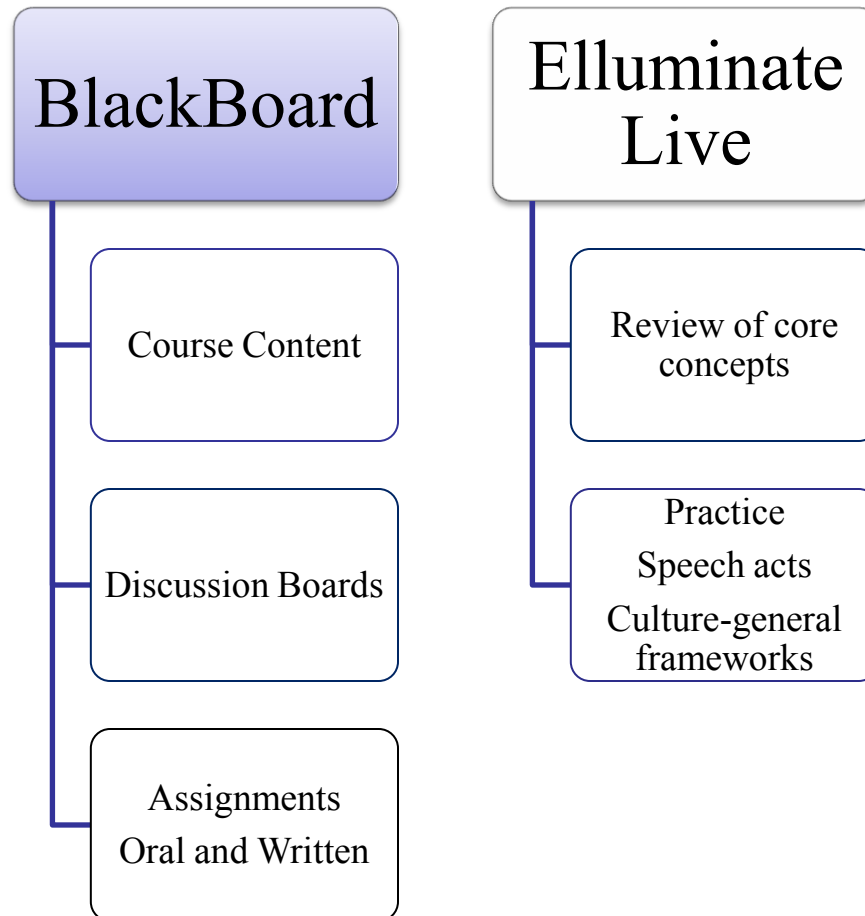 BlackBoard
Course Content
Discussion Boards
Assignments
Oral and Written
Elluminate
Live
Review of core
concepts
Practice
Speech acts
Culture-general
frameworks